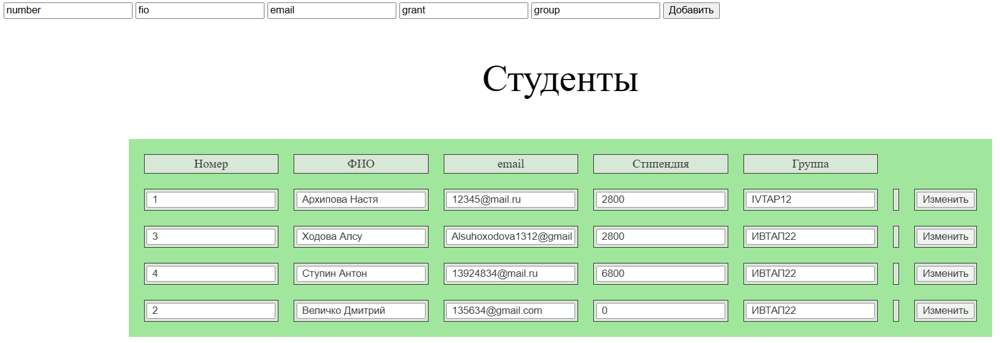 number fio email grant group Добавить
Студенты
Номер ФИО email Стипендия Группа
1 Архипова Настя 12345@mail.ru 2800 IVTAP12 Изменить
3 Ходова Алсу Alsuhoxodova1312@gmail 2800 ИВТАП22 Изменить
4 Ступин Антон 13924834@mail.ru 6800 ИВТАП22 Изменить
2 Величко Дмитрий 135634@gmail.com 0 ИВТАП22 Изменить